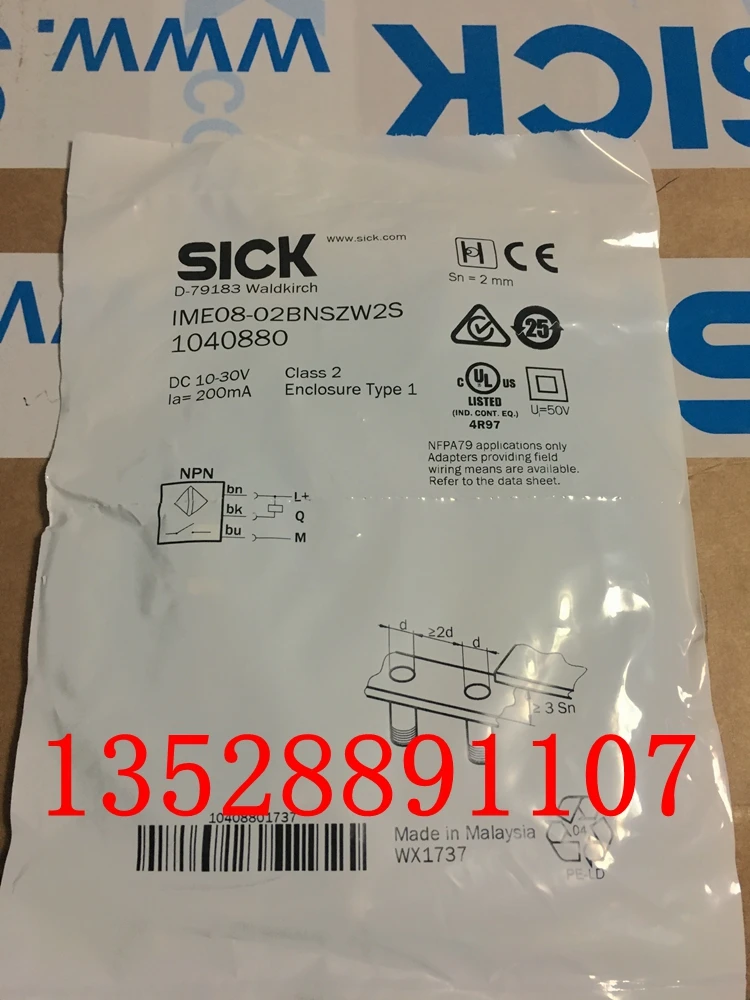 www.
SICK
SICK
www.sick.com
D-79183 Waldkirch
Sn = 2 mm
IME08-02BNSZW2S
1040880
25
DC 10-30V
Class 2
Ia= 200mA
Enclosure Type 1
C UL US
LISTED
(IND. CONT. EQ.)
4R97
U=50V
NFPA79 applications only
Adapters providing field
wiring means are available.
Refer to the data sheet.
NPN
bn
L+
bk
Q
bu
M
d
≥2d
d
≥ 3 Sn
13528891107
10408801737
Made in Malaysia
WX1737
04
PE-LD